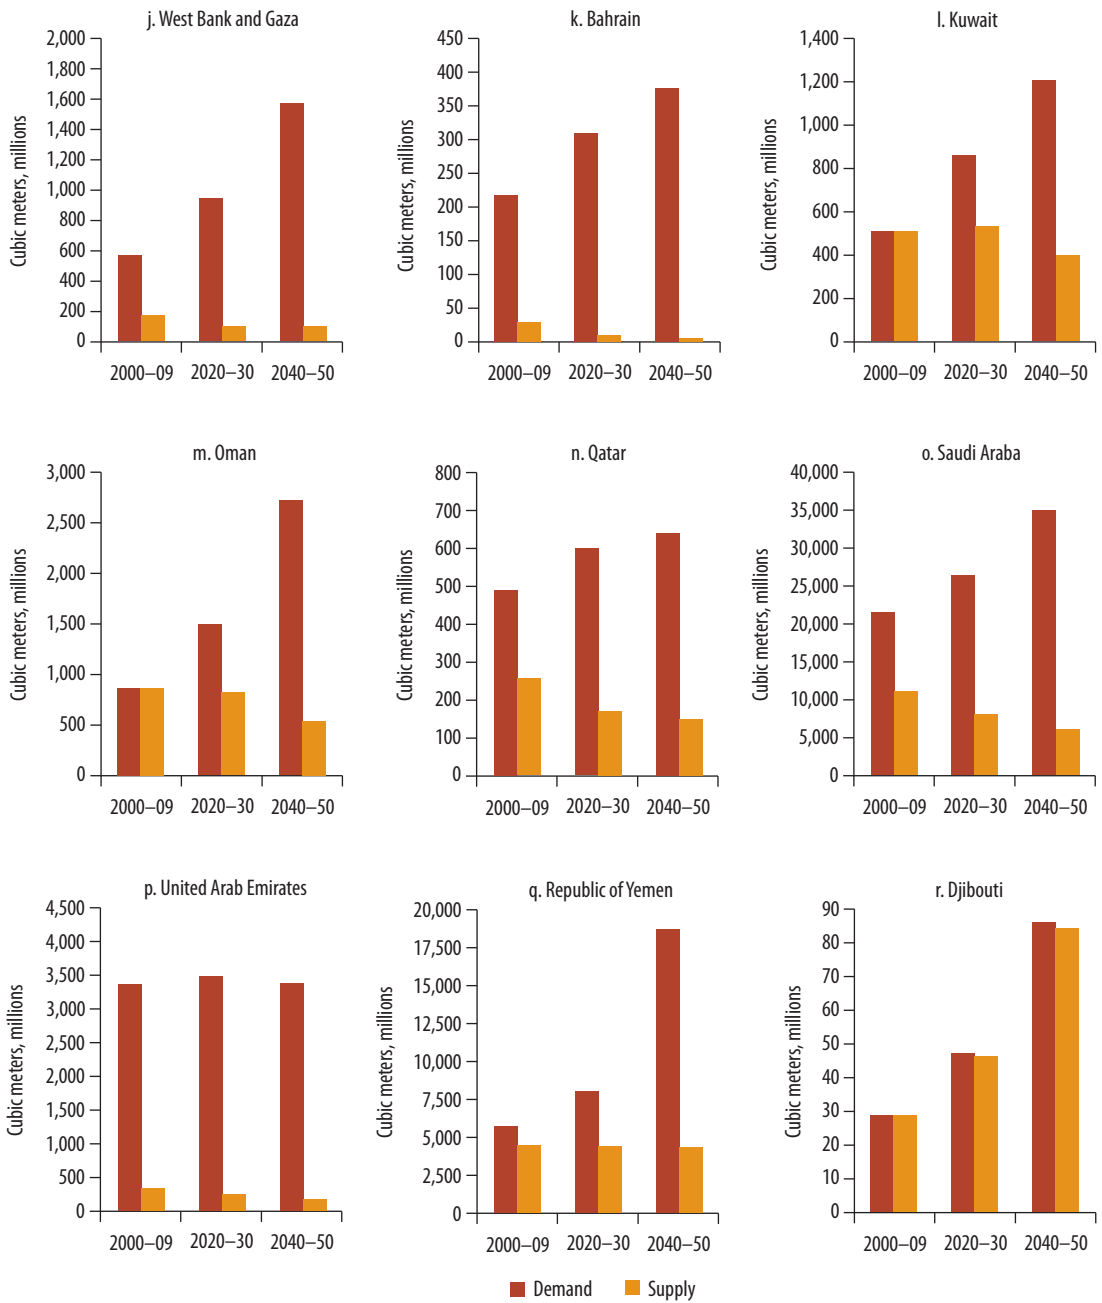 j. West Bank and Gaza
2,000
1,800
1,600
1,400
1,200
1,000
800
600
400
200
0
Cubic meters, millions
2000–09 2020–30 2040–50
k. Bahrain
450
400
350
300
250
200
150
100
50
0
Cubic meters, millions
2000–09 2020–30 2040–50
l. Kuwait
1,400
1,200
1,000
800
600
400
200
0
Cubic meters, millions
2000–09 2020–30 2040–50
m. Oman
3,000
2,500
2,000
1,500
1,000
500
0
Cubic meters, millions
2000–09 2020–30 2040–50
n. Qatar
800
700
600
500
400
300
200
100
0
Cubic meters, millions
2000–09 2020–30 2040–50
o. Saudi Araba
40,000
35,000
30,000
25,000
20,000
15,000
10,000
5,000
0
Cubic meters, millions
2000–09 2020–30 2040–50
p. United Arab Emirates
4,500
4,000
3,500
3,000
2,500
2,000
1,500
1,000
500
0
Cubic meters, millions
2000–09 2020–30 2040–50
q. Republic of Yemen
20,000
17,500
15,000
12,500
10,000
7,500
5,000
2,500
0
Cubic meters, millions
2000–09 2020–30 2040–50
r. Djibouti
90
80
70
60
50
40
30
20
10
0
Cubic meters, millions
2000–09 2020–30 2040–50
Demand Supply